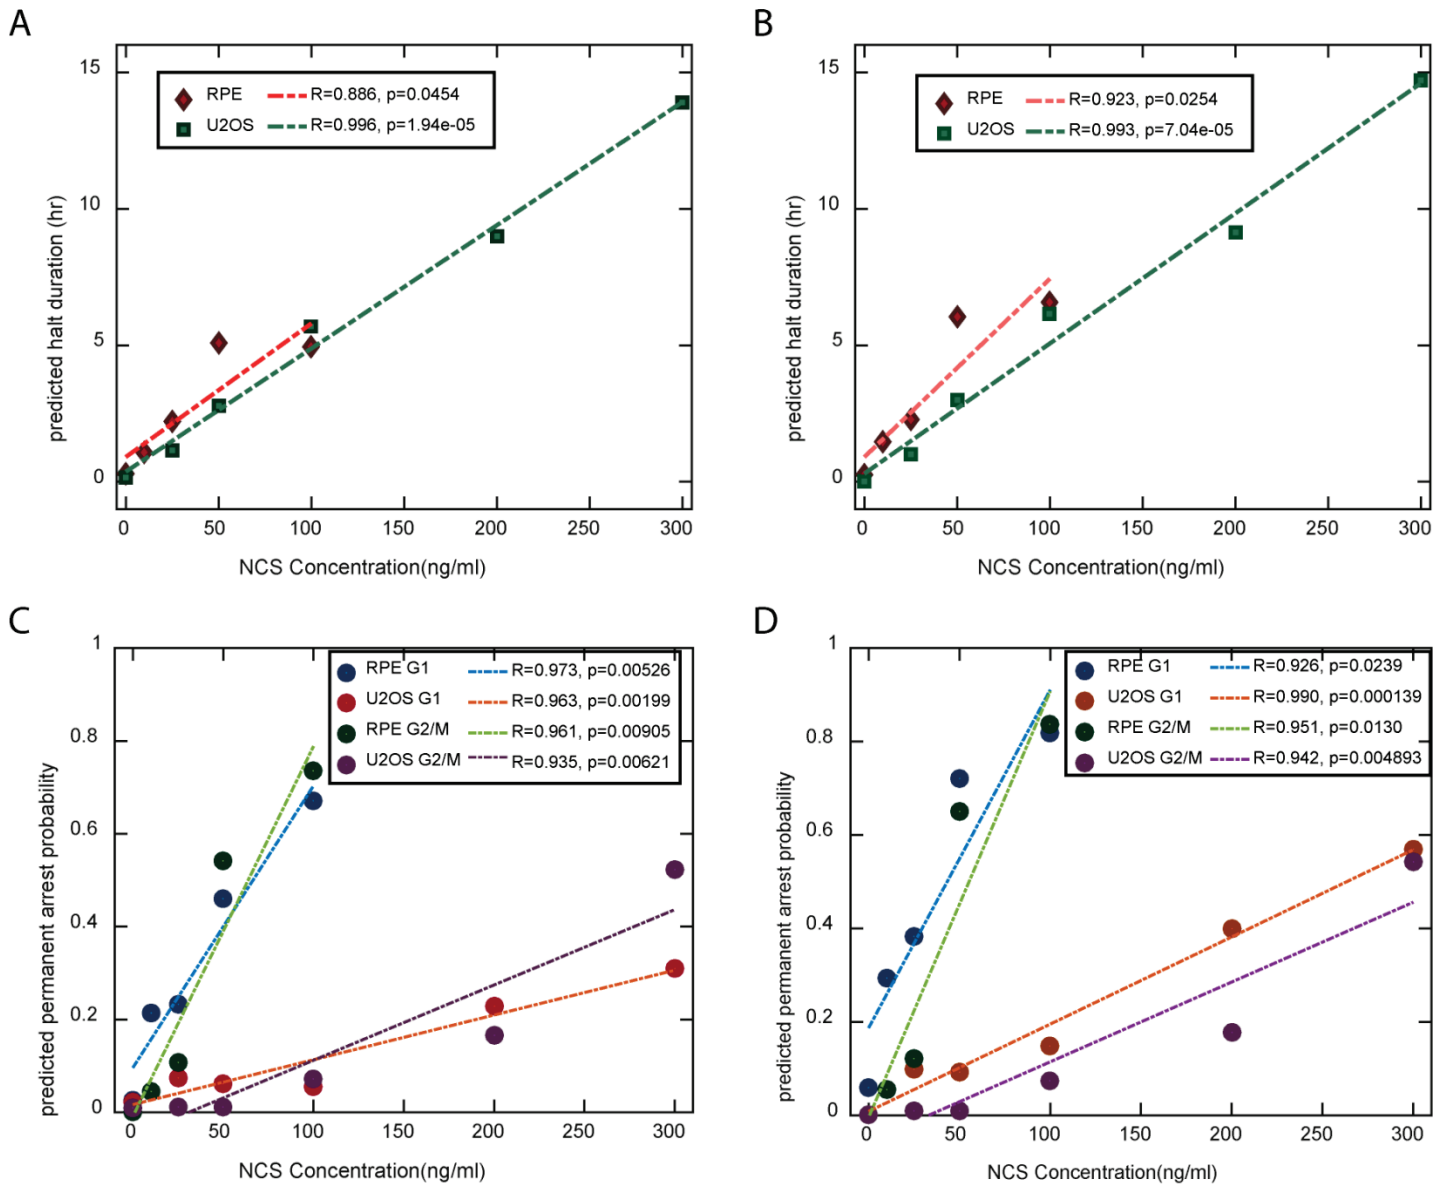 A
predicted halt duration (hr)
15
10
5
0
RPE R=0.886, p=0.0454
U2OS R=0.996, p=1.94e-05
0 50 100 150 200 250 300
NCS Concentration(ng/ml)
B
predicted halt duration (hr)
15
10
5
0
RPE R=0.923, p=0.0254
U2OS R=0.993, p=7.04e-05
0 50 100 150 200 250 300
NCS Concentration(ng/ml)
C
predicted permanent arrest probability
1
0.8
0.6
0.4
0.2
0
RPE G1 R=0.973, p=0.00526
U2OS G1 R=0.963, p=0.00199
RPE G2/M R=0.961, p=0.00905
U2OS G2/M R=0.935, p=0.00621
0 50 100 150 200 250 300
NCS Concentration(ng/ml)
D
predicted permanent arrest probability
1
0.8
0.6
0.4
0.2
0
RPE G1 R=0.926, p=0.0239
U2OS G1 R=0.990, p=0.000139
RPE G2/M R=0.951, p=0.0130
U2OS G2/M R=0.942, p=0.004893
0 50 100 150 200 250 300
NCS Concentration(ng/ml)